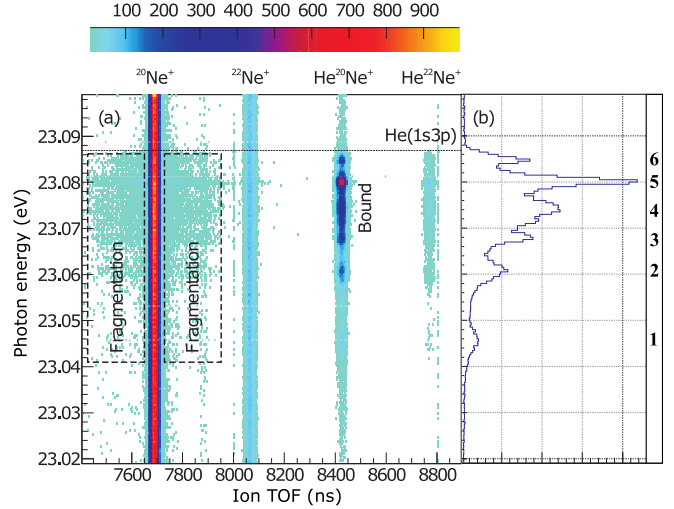 100 200 300 400 500 600 700 800 900
²⁰Ne⁺ ²²Ne⁺ He²⁰Ne⁺ He²²Ne⁺
(a) (b)
He(1s3p)
23.09
23.08
23.07
23.06
23.05
23.04
23.03
23.02
Photon energy (eV)
Fragmentation
Fragmentation
Bound
6
5
4
3
2
1
7600 7800 8000 8200 8400 8600 8800
Ion TOF (ns)